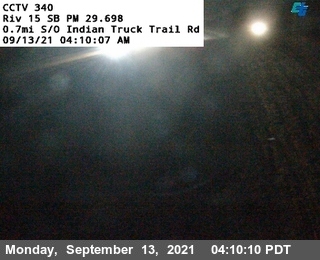 CCTV 340
Riv 15 SB PM 29.698
0.7mi S/O Indian Truck Trail Rd
09/13/21 04:10:07 AM
Monday, September 13, 2021 04:10:10 PDT